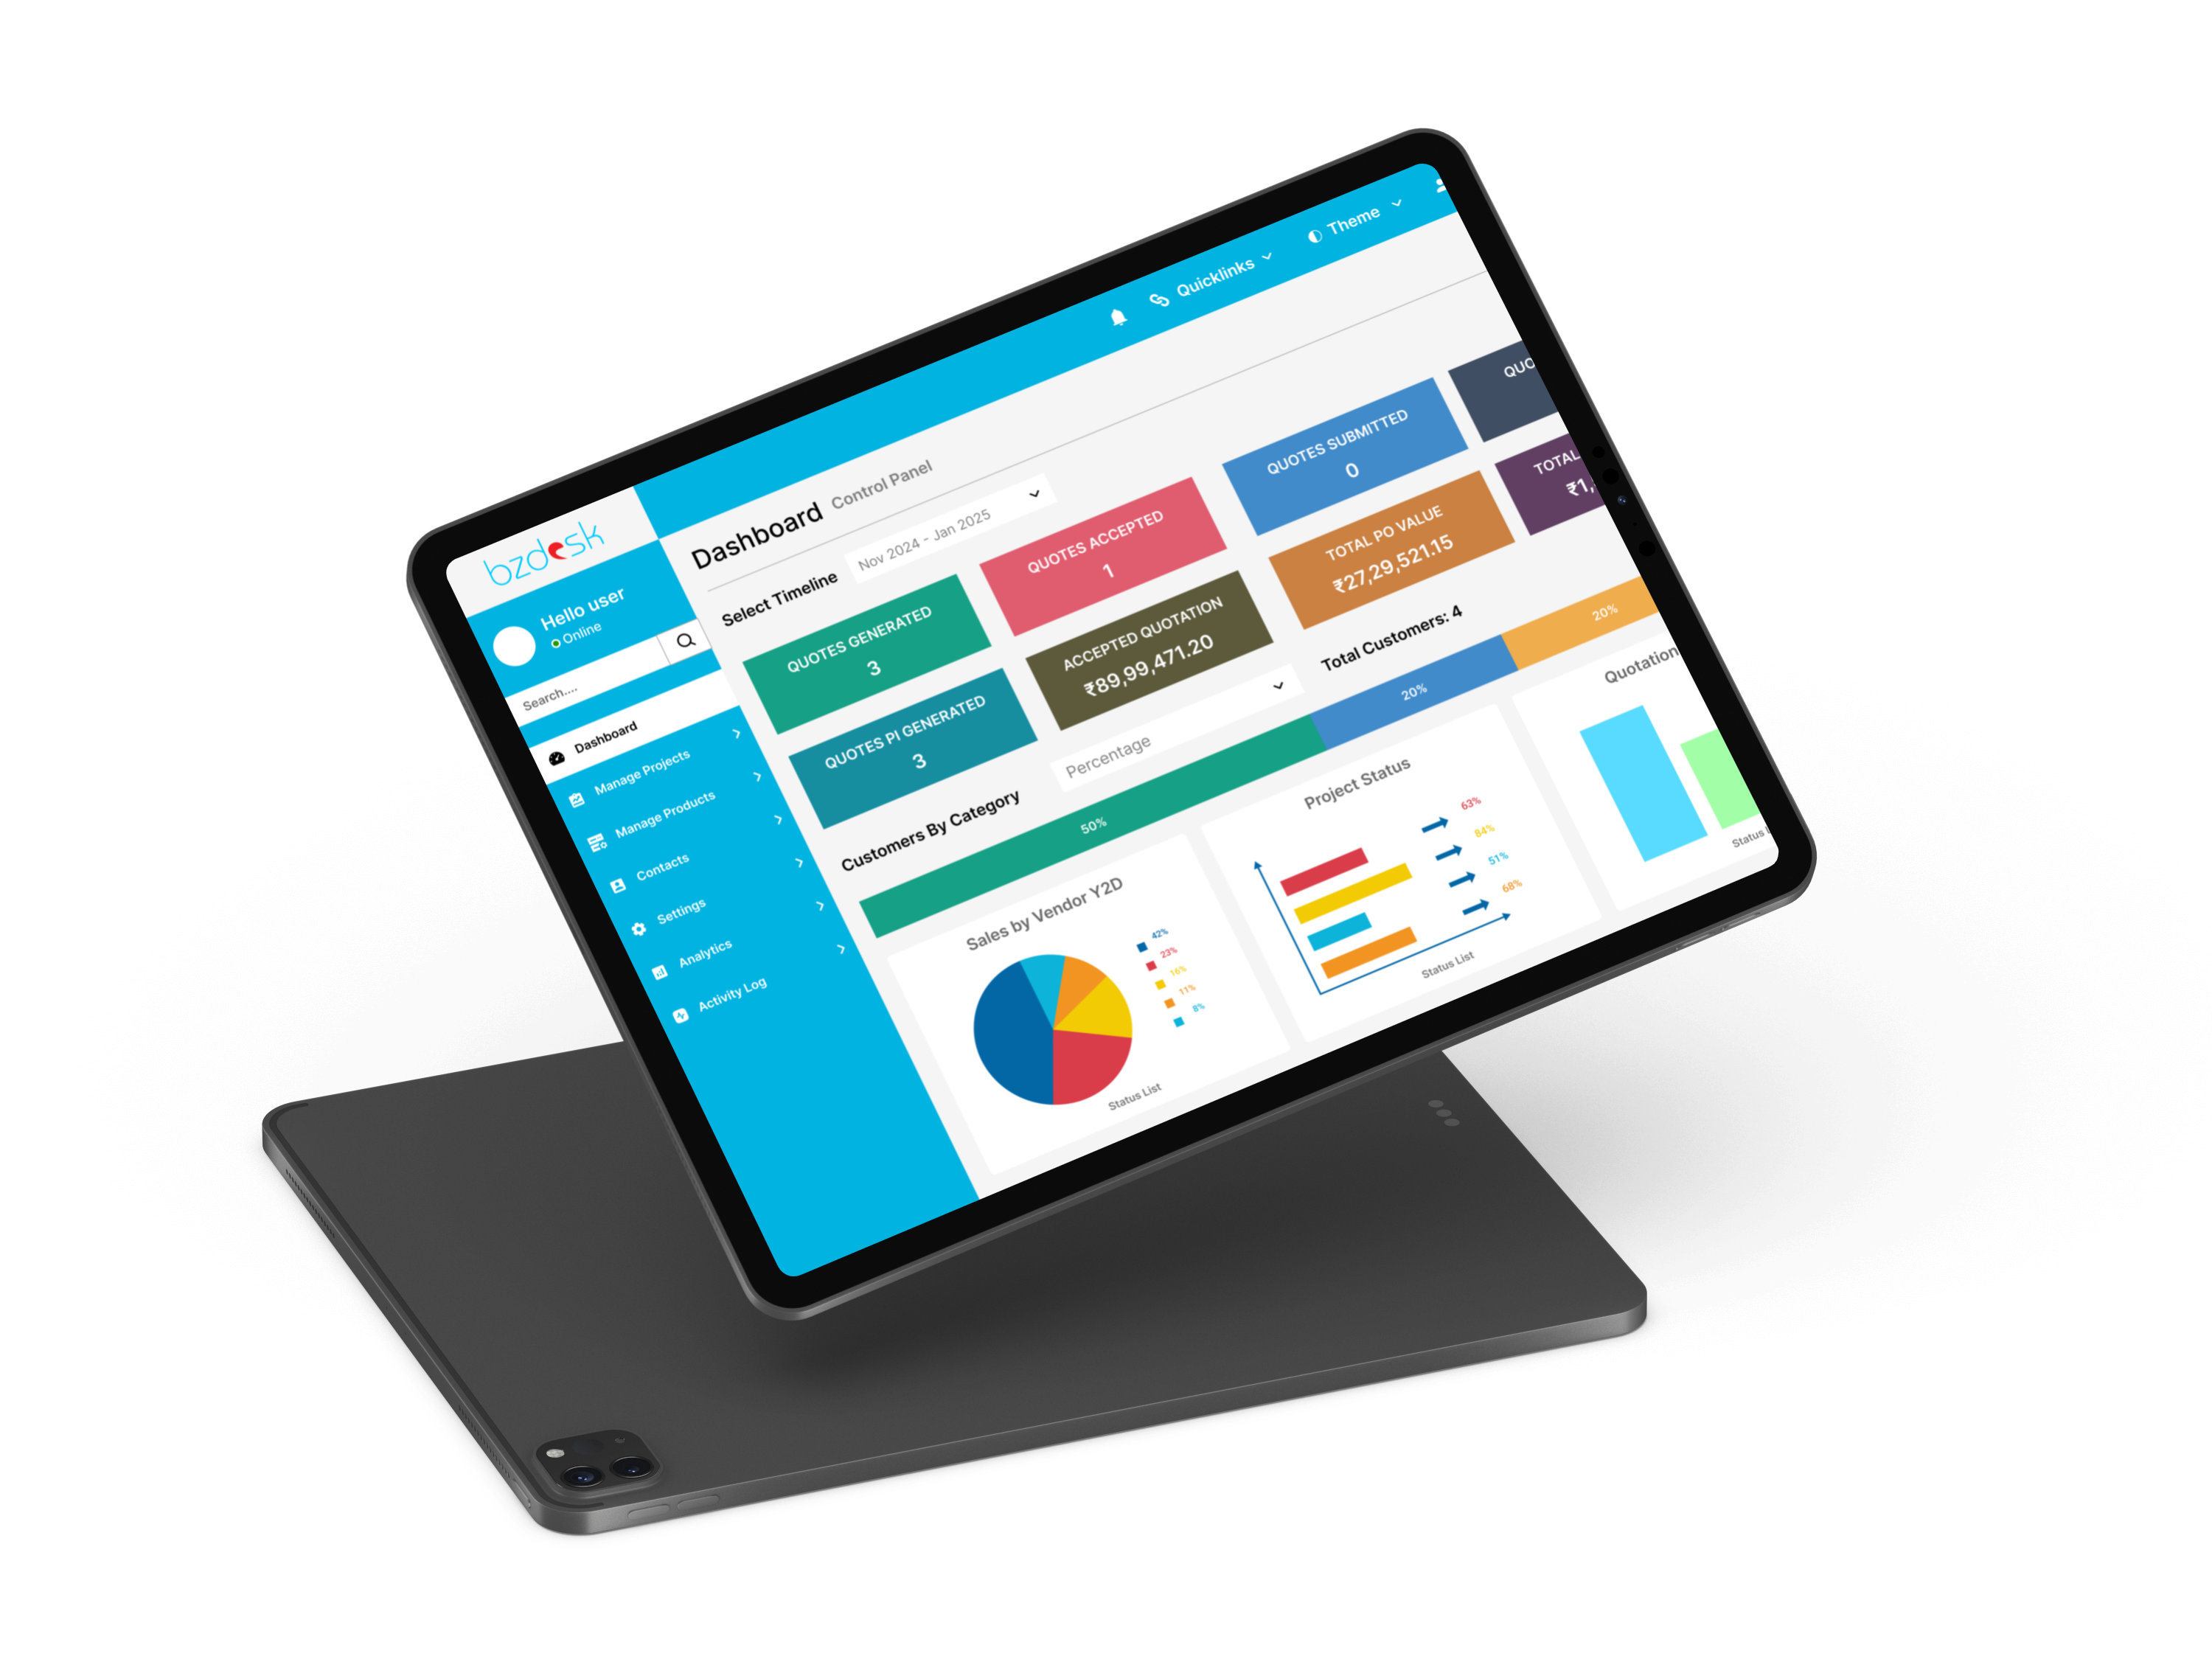 bzdesk
Quicklinks
Theme
Hello user
Online
Search....
Dashboard
Manage Projects
Manage Products
Contacts
Settings
Analytics
Activity Log
Dashboard Control Panel
Select Timeline Nov 2024 - Jan 2025
QUOTES GENERATED
3
QUOTES ACCEPTED
1
QUOTES SUBMITTED
0
QUO
QUOTES PI GENERATED
3
ACCEPTED QUOTATION
₹89,99,471.20
TOTAL PO VALUE
₹27,29,521.15
TOTAL
₹1,
Customers By Category Percentage
Total Customers: 4
50% 20% 20%
Sales by Vendor Y2D
42%
23%
16%
11%
8%
Status List
Project Status
63%
84%
51%
68%
Status List
Quotation
Status